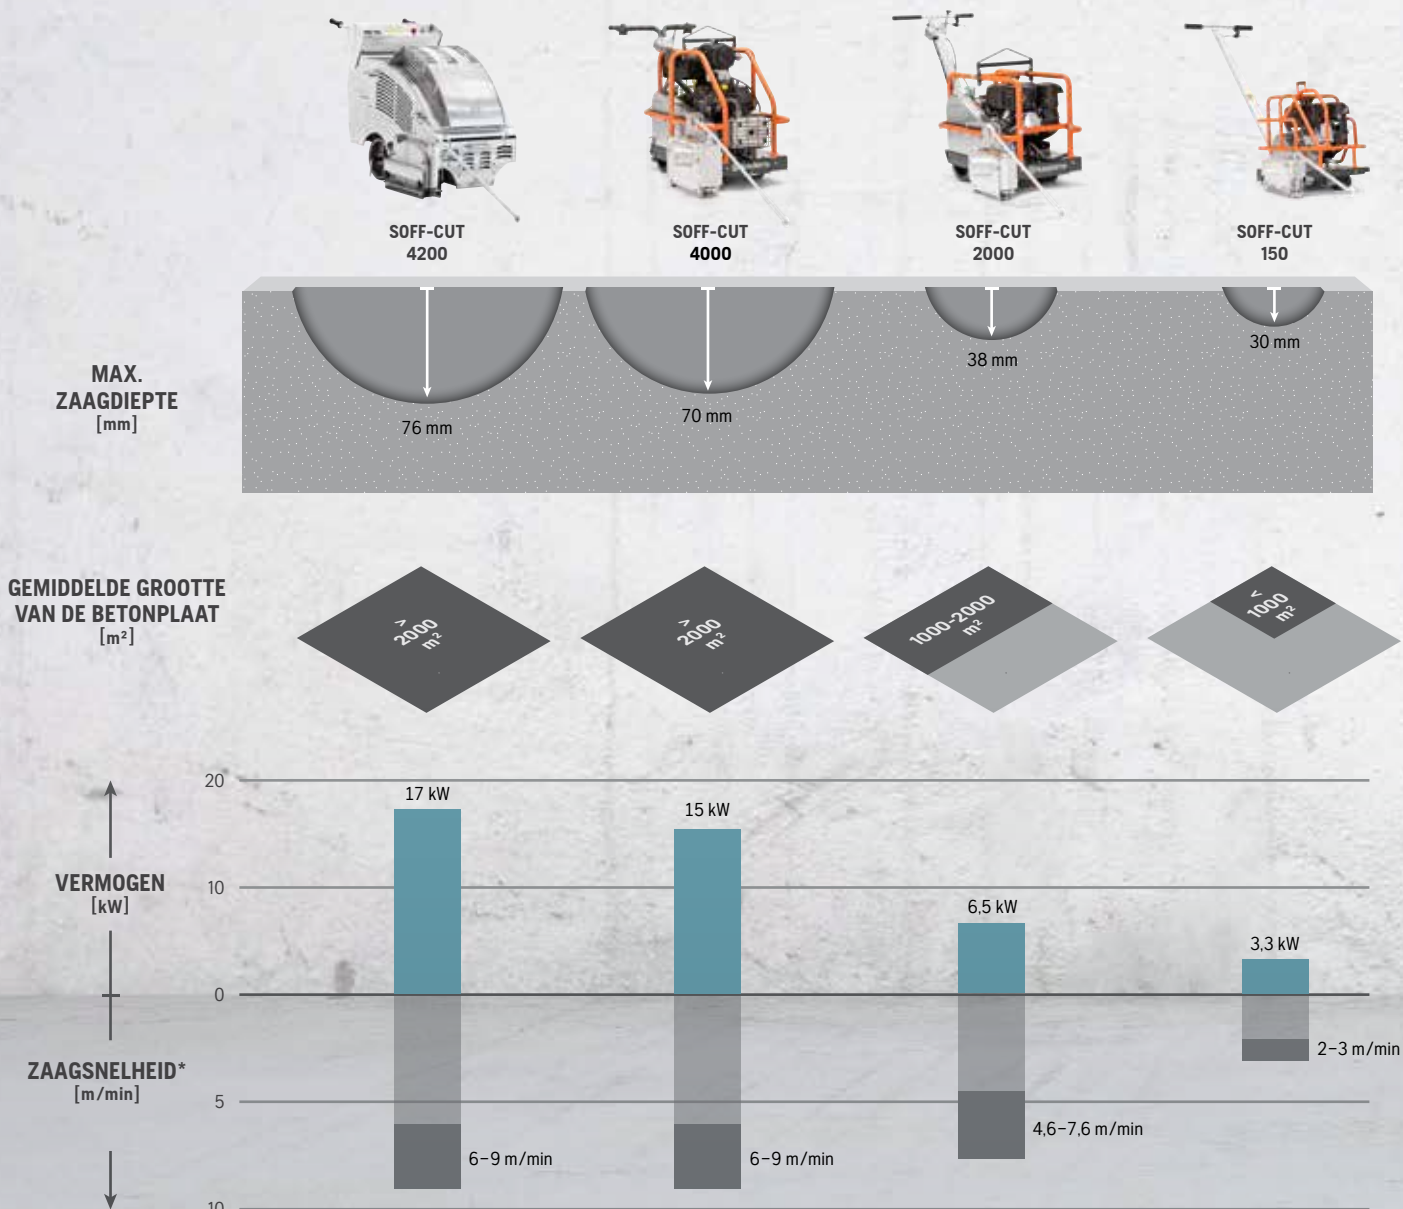 SOFF-CUT
4200
SOFF-CUT
4000
SOFF-CUT
2000
SOFF-CUT
150
MAX.
ZAAGDIEPTE
[mm]
76 mm
70 mm
38 mm
30 mm
GEMIDDELDE GROOTTE
VAN DE BETONPLAAT
[m²]
>
2000
m²
>
2000
m²
1000-2000
m²
<
1000
m²
20
10
0
5
10
VERMOGEN
[kW]
17 kW
15 kW
6,5 kW
3,3 kW
ZAAGSNELHEID*
[m/min]
6–9 m/min
6–9 m/min
4,6–7,6 m/min
2–3 m/min